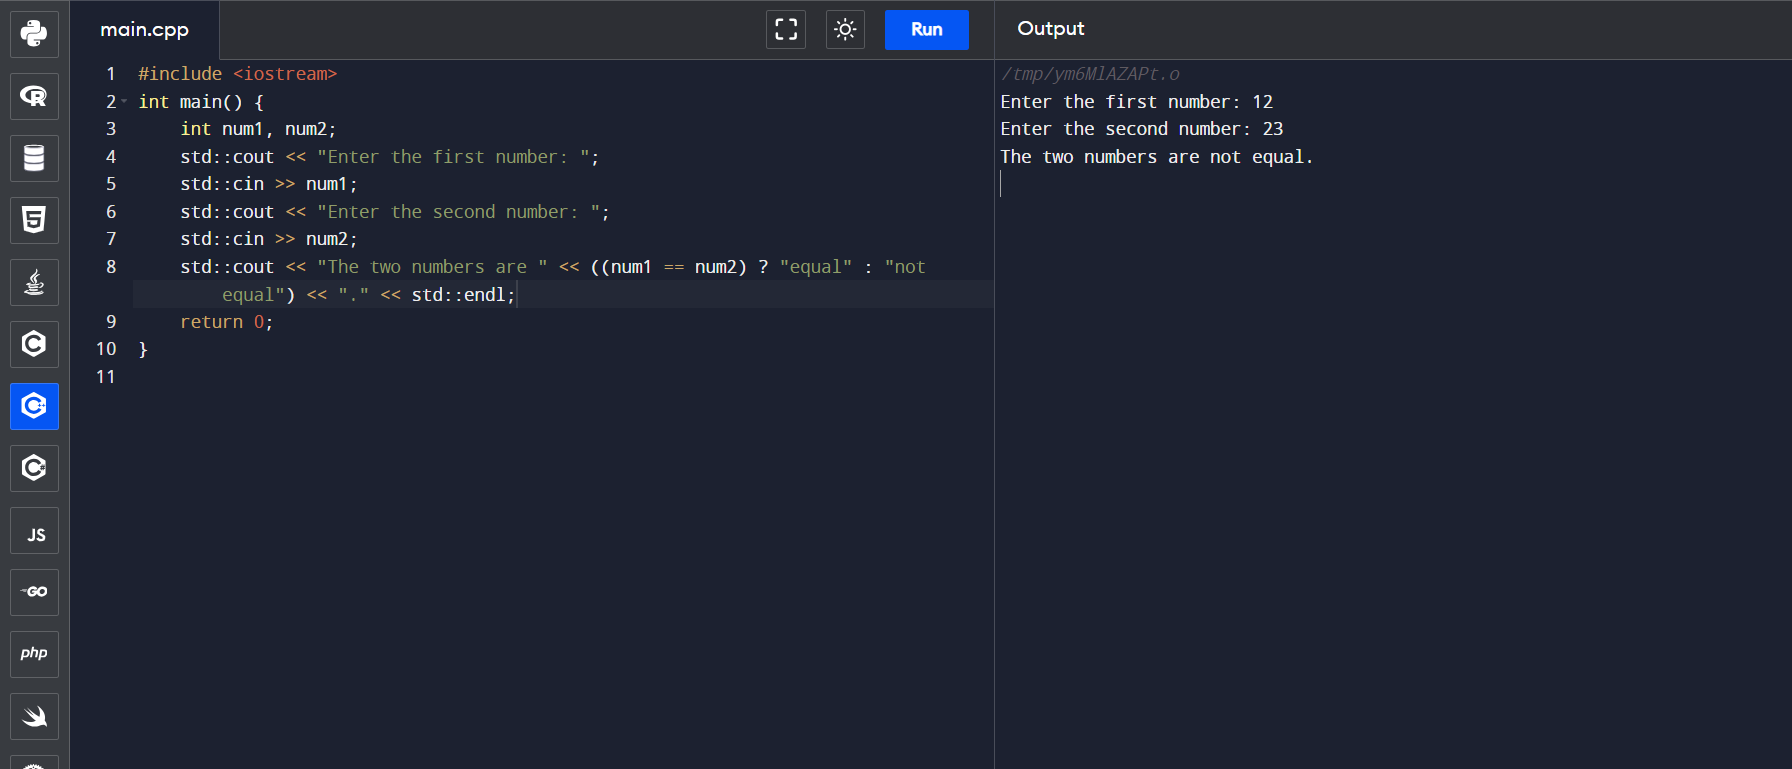 main.cpp
Run
Output
1 #include <iostream>
2 int main() {
3     int num1, num2;
4     std::cout << "Enter the first number: ";
5     std::cin >> num1;
6     std::cout << "Enter the second number: ";
7     std::cin >> num2;
8     std::cout << "The two numbers are " << ((num1 == num2) ? "equal" : "not
equal") << "." << std::endl;
9     return 0;
10 }
11
/tmp/ym6MlAZAPt.o
Enter the first number: 12
Enter the second number: 23
The two numbers are not equal.
R
5
C
C++
C#
JS
GO
php